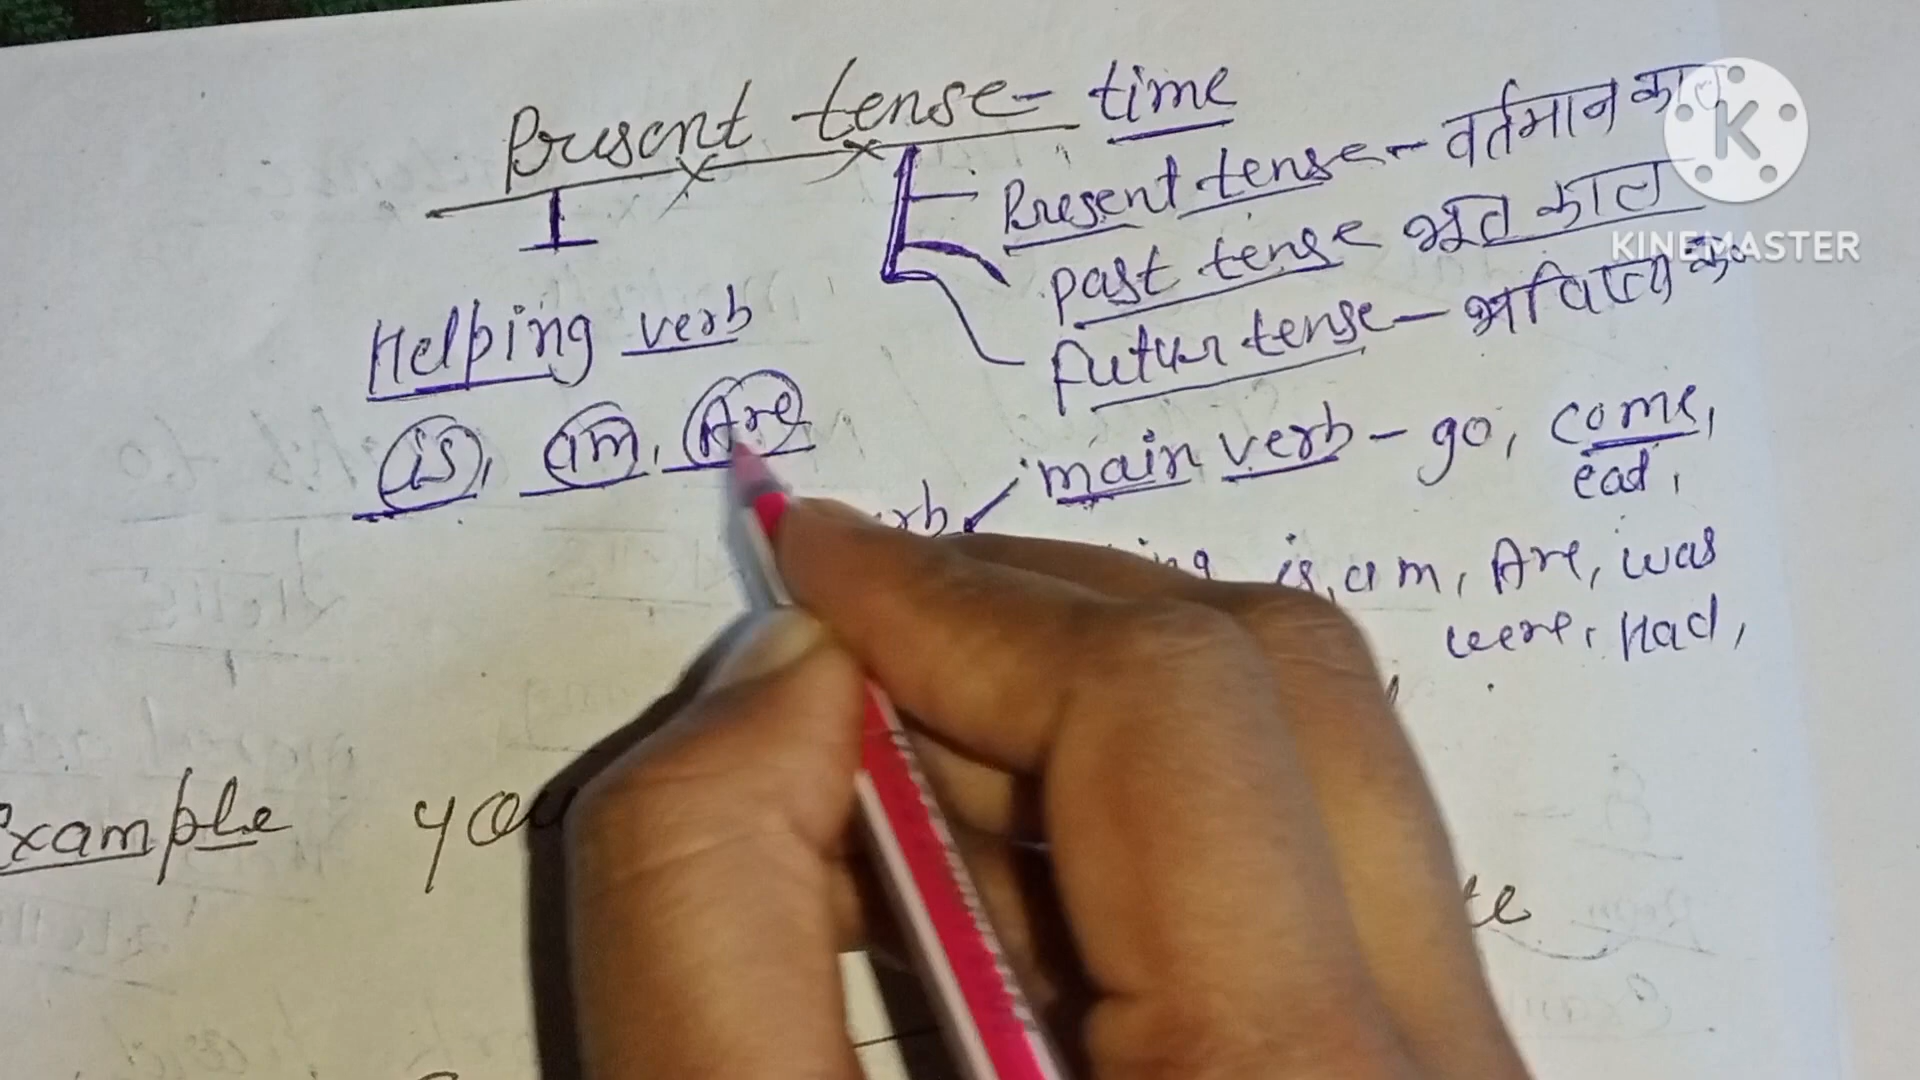 Present tense - time
Present tense - वर्तमान काल
Past tense भूत काल
Futur tense - भविष्य
KINEMASTER
Helping verb
is, am, Are
main verb - go, come,
eat,
is, am, Are, was
were, had,
Example you